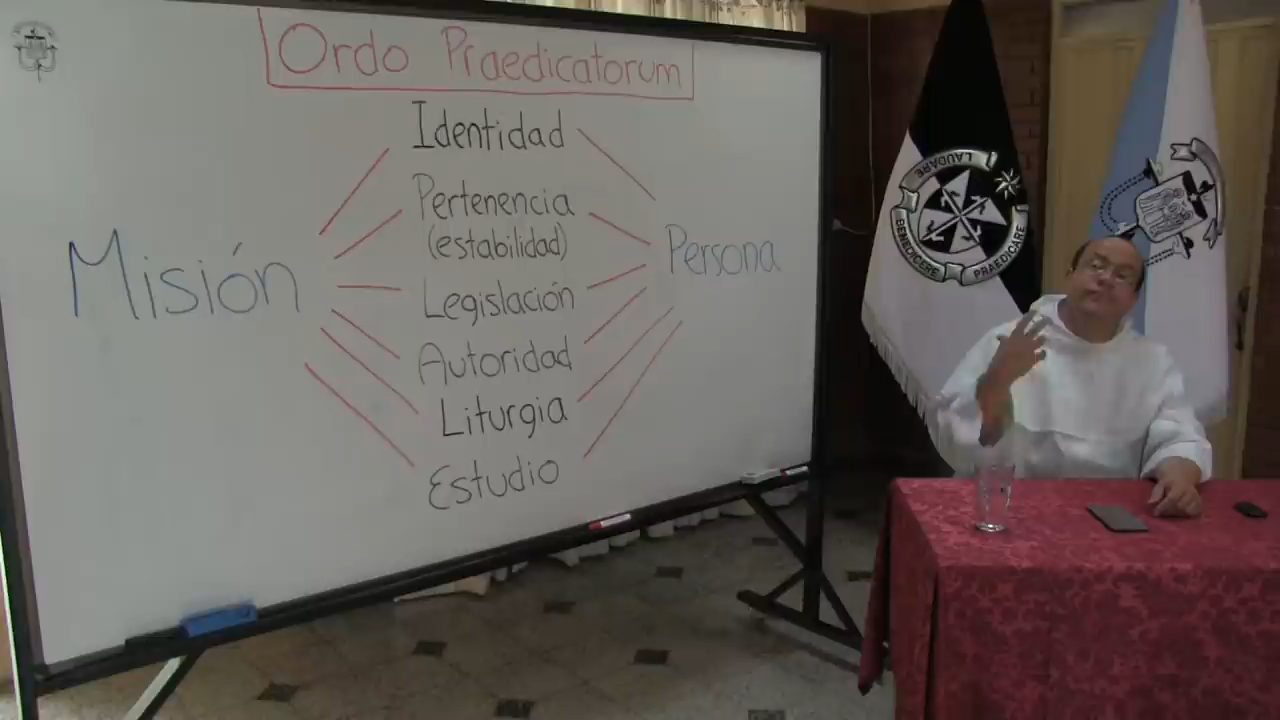 Ordo Praedicatorum
Identidad
Pertenencia
(estabilidad)
Misión
Persona
Legislación
Autoridad
Liturgia
Estudio
LAUDARE
BENEDICERE
PRAEDICARE